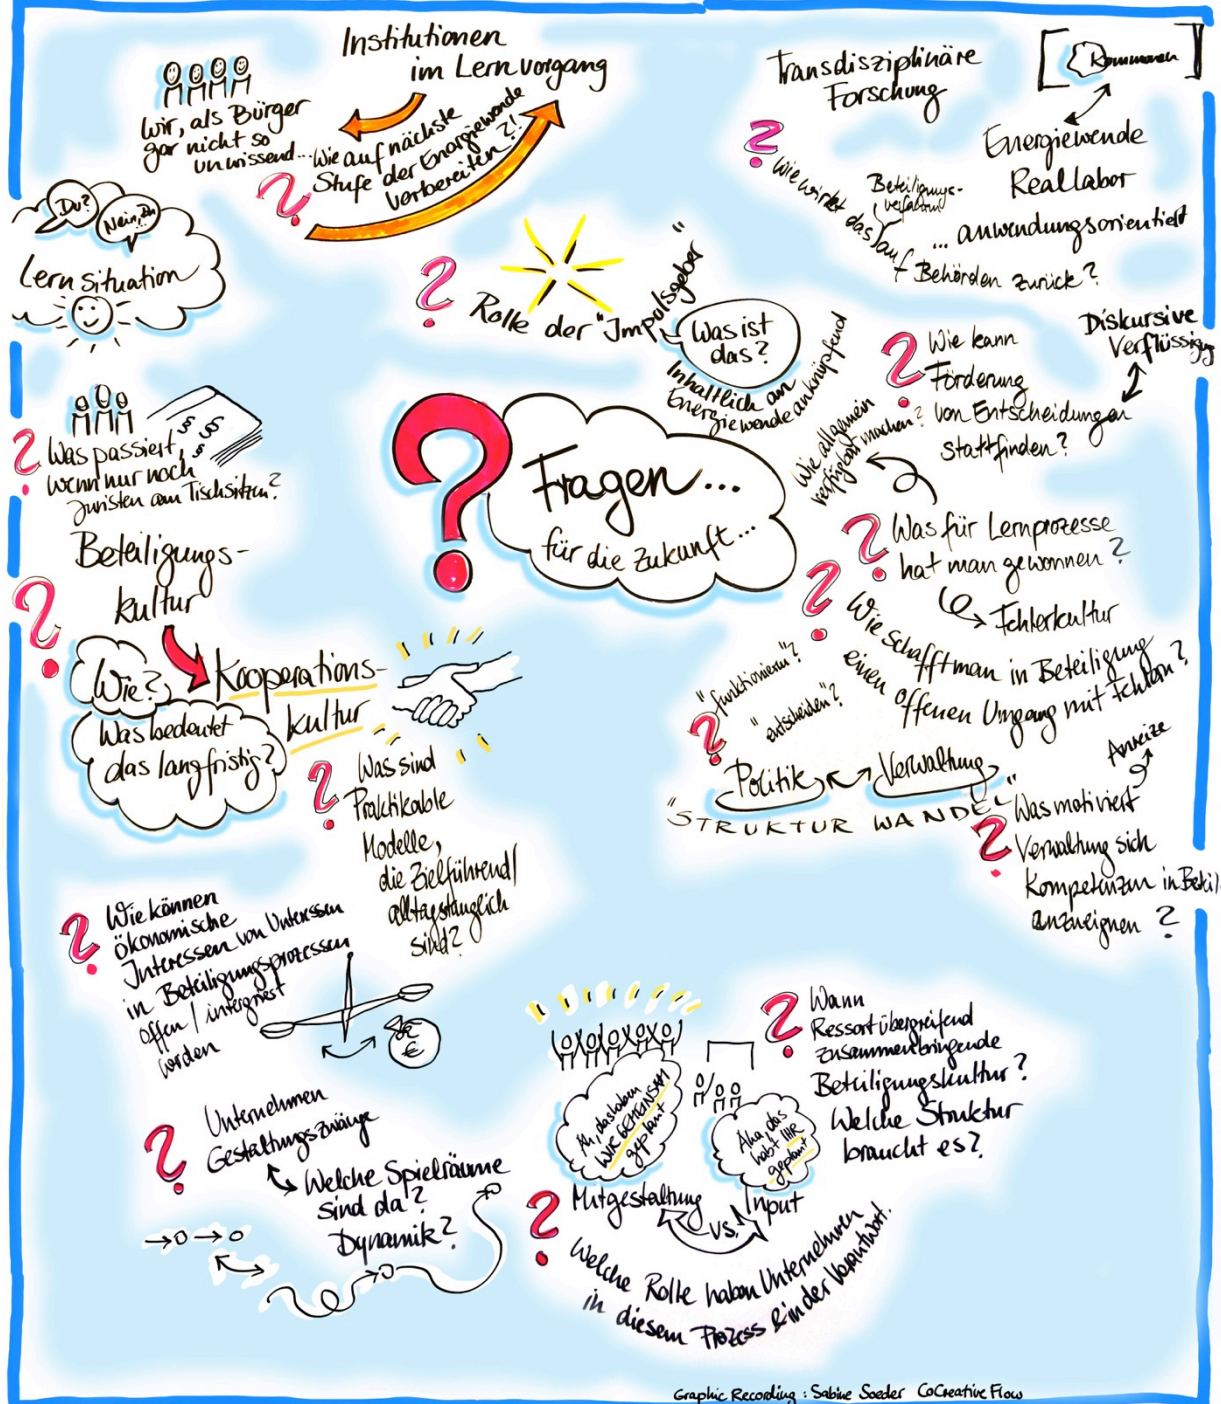 Institutionen
im Lernvorgang
Wir, als Bürger
gar nicht so
unwissend...
Wie auf nächste
Stufe der Energiewende
vorbereiten?!
Du?
Nein, du
Lernsituation
Transdisziplinäre
Forschung
Kommunen
Energiewende
Reallabor
... anwendungsorientiert
Wie wirkt das auf
Beteiligungs-
verfahren
Behörden zurück?
Rolle der "Impulsgeber"
Was ist
das?
Inhaltlich an
Energiewende anknüpfend
Diskursive
Verflüssigg
Wie kann
Förderung
von Entscheidungen
stattfinden?
Wie allgemein
verfügbar machen?
Was passiert,
wenn nur noch
Juristen am Tisch sitzen?
§
§§
§
Fragen...
für die Zukunft...
Was für Lernprozesse
hat man gewonnen?
Fehlerkultur
Wie schafft man in Beteiligung
einen offenen Umgang mit Fehlern?
Beteiligungs-
kultur
Wie?
Kooperations-
kultur
Was bedeutet
das langfristig?
"funktionieren"?
"entscheiden"?
Politik
Verwaltung
"STRUKTUR WANDEL"
Anreize
Was motiviert
Verwaltung sich
Kompetenzen in Beteil.
anzueignen?
Was sind
Praktikable
Modelle,
die Zielführend/
alltagstauglich
sind?
Wie können
ökonomische
Interessen von
in Beteiligungsprozessen
offen / integriert
werden
€
Unternehmen
Gestaltungszwänge
Welche Spielräume
sind da?
Dynamik?
Ah, das haben
WIR GEMEINSAM
geplant
Aha, das
habt IHR
geplant
Mitgestaltung
vs.
Input
Wann
Ressortübergreifend
zusammenbringende
Beteiligungskultur?
Welche Struktur
braucht es?
Welche Rolle haben Unternehmen
in diesem Prozess & in der Verantwort.
Graphic Recording: Sabine Soeder CoCreative Flow